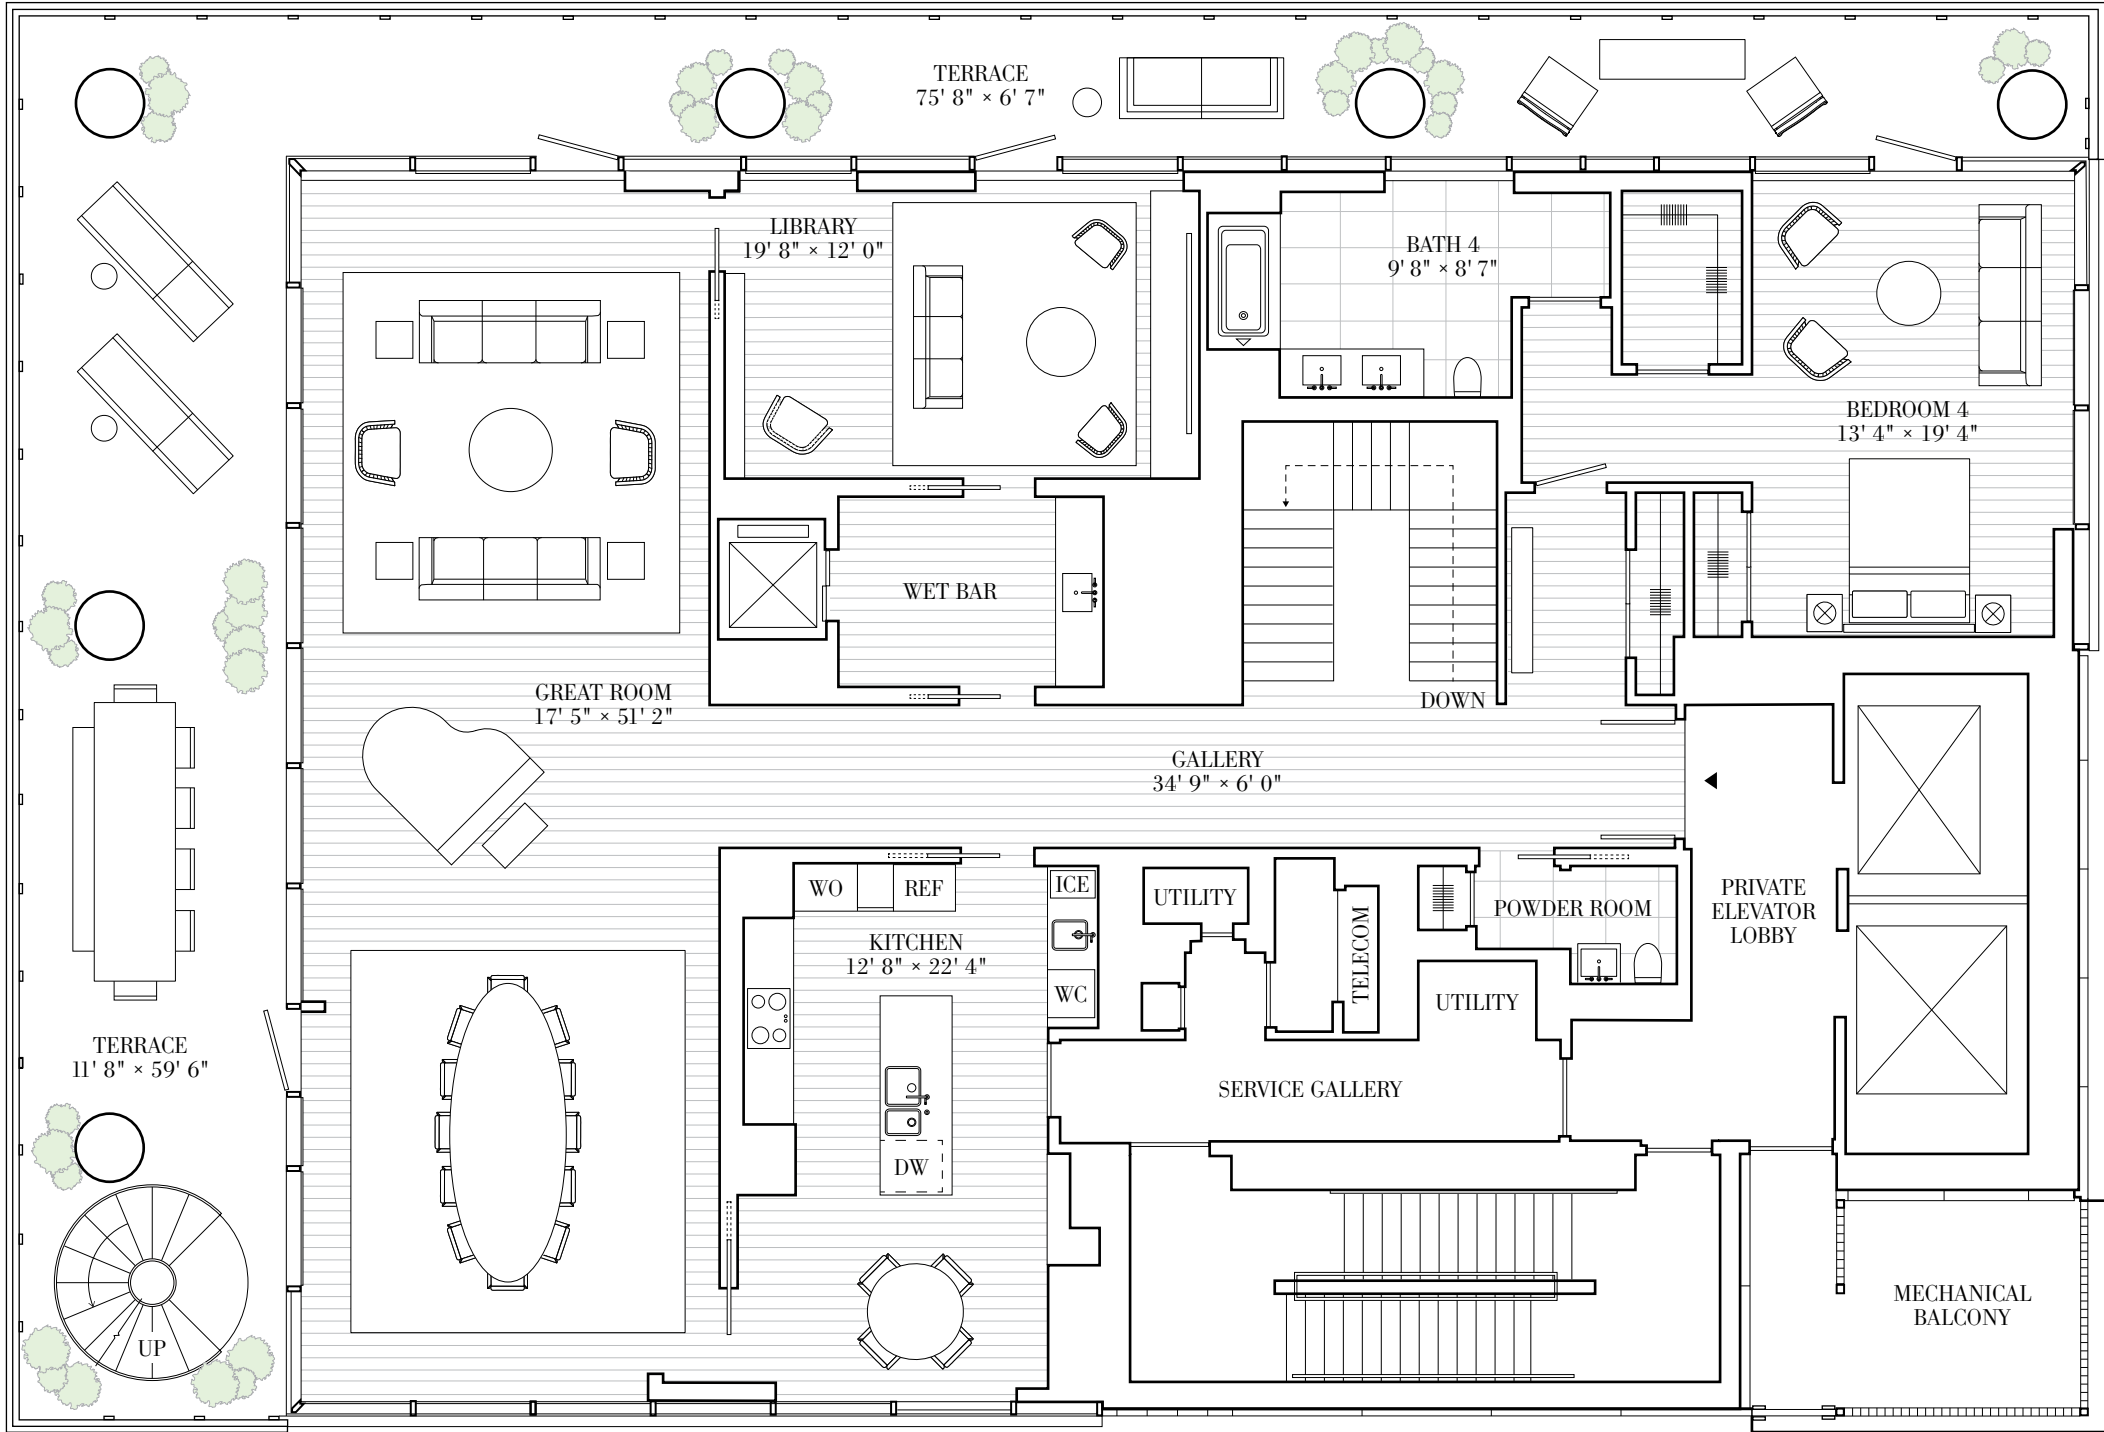 TERRACE
75' 8" × 6' 7"
LIBRARY
19' 8" × 12' 0"
BATH 4
9' 8" × 8' 7"
BEDROOM 4
13' 4" × 19' 4"
WET BAR
GREAT ROOM
17' 5" × 51' 2"
DOWN
GALLERY
34' 9" × 6' 0"
WO
REF
ICE
UTILITY
TELECOM
POWDER ROOM
PRIVATE
ELEVATOR
LOBBY
KITCHEN
12' 8" × 22' 4"
WC
UTILITY
TERRACE
11' 8" × 59' 6"
SERVICE GALLERY
DW
UP
MECHANICAL
BALCONY